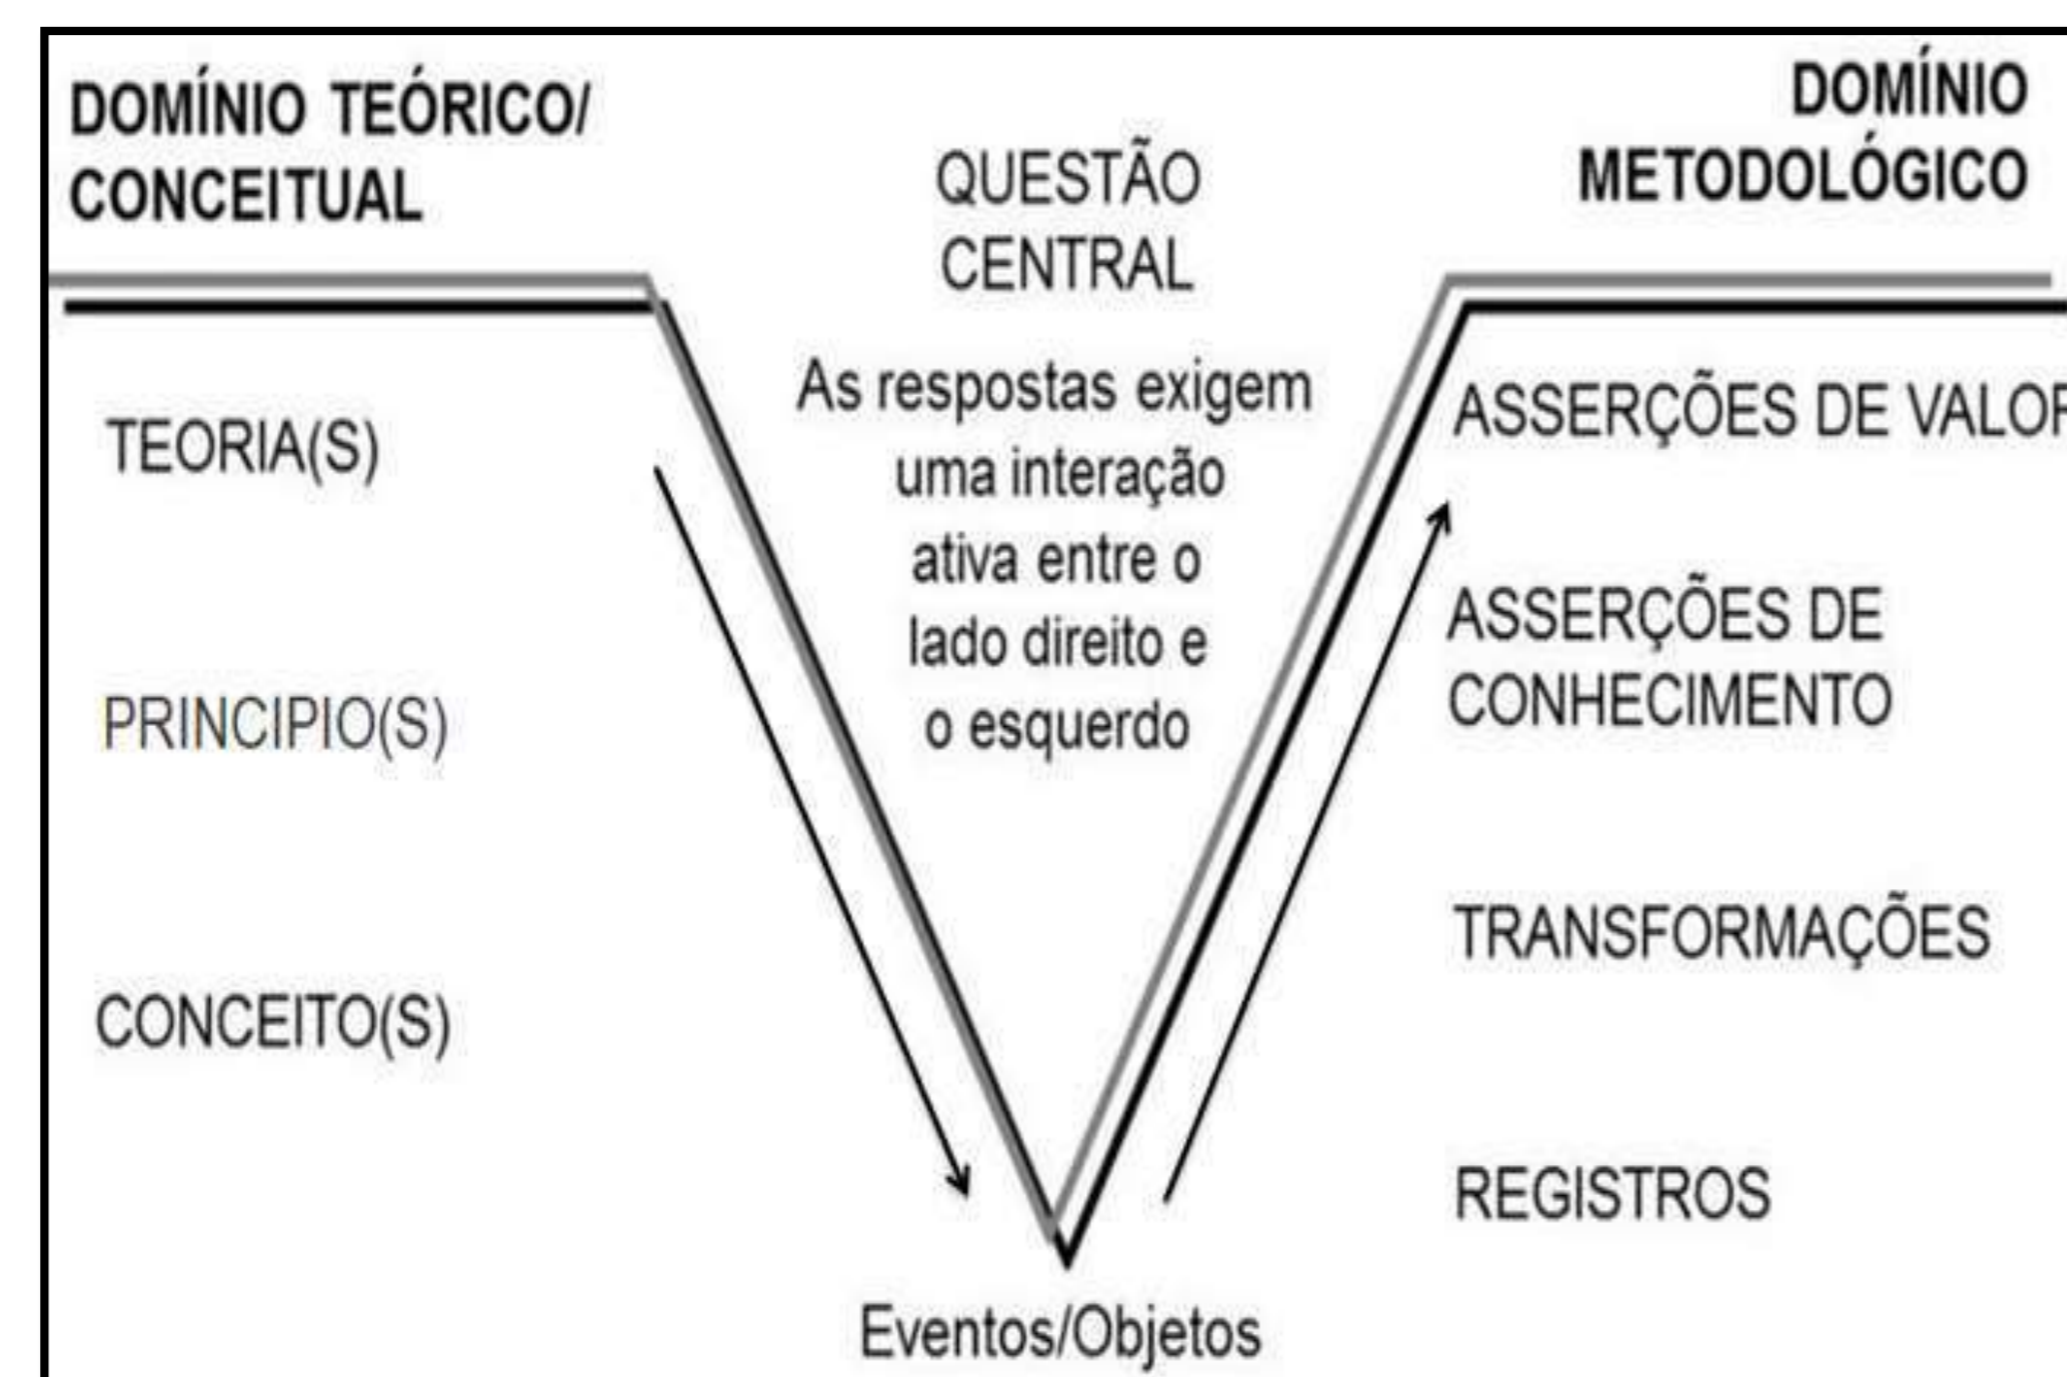 DOMÍNIO TEÓRICO/
CONCEITUAL
TEORIA(S)
PRINCIPIO(S)
CONCEITO(S)
QUESTÃO
CENTRAL
As respostas exigem
uma interação
ativa entre o
lado direito e
o esquerdo
Eventos/Objetos
DOMÍNIO
METODOLÓGICO
ASSERÇÕES DE VALOR
ASSERÇÕES DE
CONHECIMENTO
TRANSFORMAÇÕES
REGISTROS